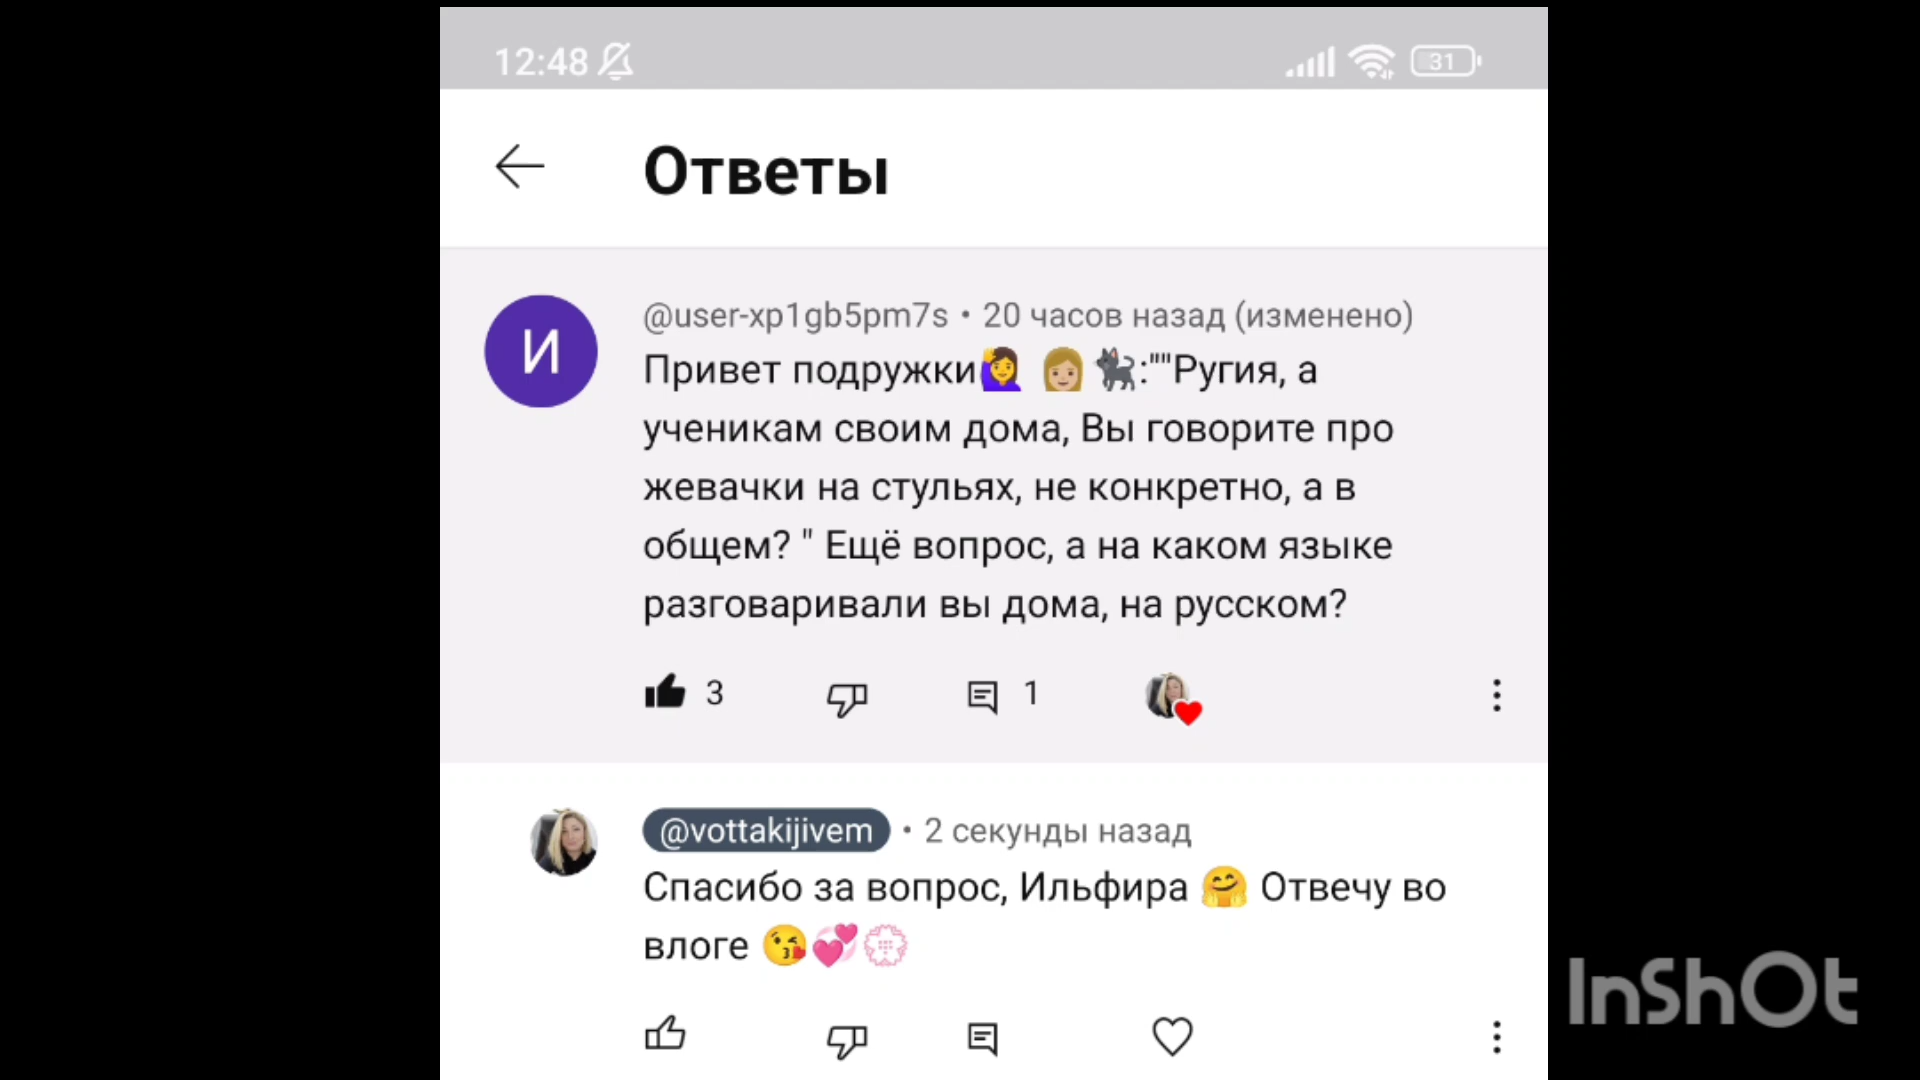 12:48 31
Ответы
И
@user-xp1gb5pm7s • 20 часов назад (изменено)
Привет подружки🙋‍♀️ 👩🏼 🐈‍⬛:""Ругия, а
ученикам своим дома, Вы говорите про
жевачки на стульях, не конкретно, а в
общем? " Ещё вопрос, а на каком языке
разговаривали вы дома, на русском?
3 1
@vottakijivem • 2 секунды назад
Спасибо за вопрос, Ильфира 🤗 Отвечу во
влоге 😘💞💮
InShOt